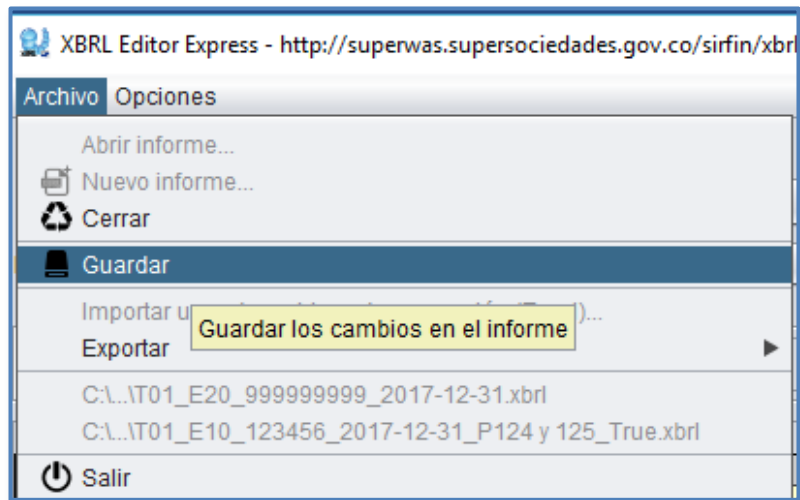 XBRL Editor Express - http://superwas.supersociedades.gov.co/sirfin/xbrl
Archivo Opciones
Abrir informe...
Nuevo informe...
Cerrar
Guardar
Importar
Guardar los cambios en el informe
Exportar
C:\...\T01_E20_999999999_2017-12-31.xbrl
C:\...\T01_E10_123456_2017-12-31_P124 y 125_True.xbrl
Salir